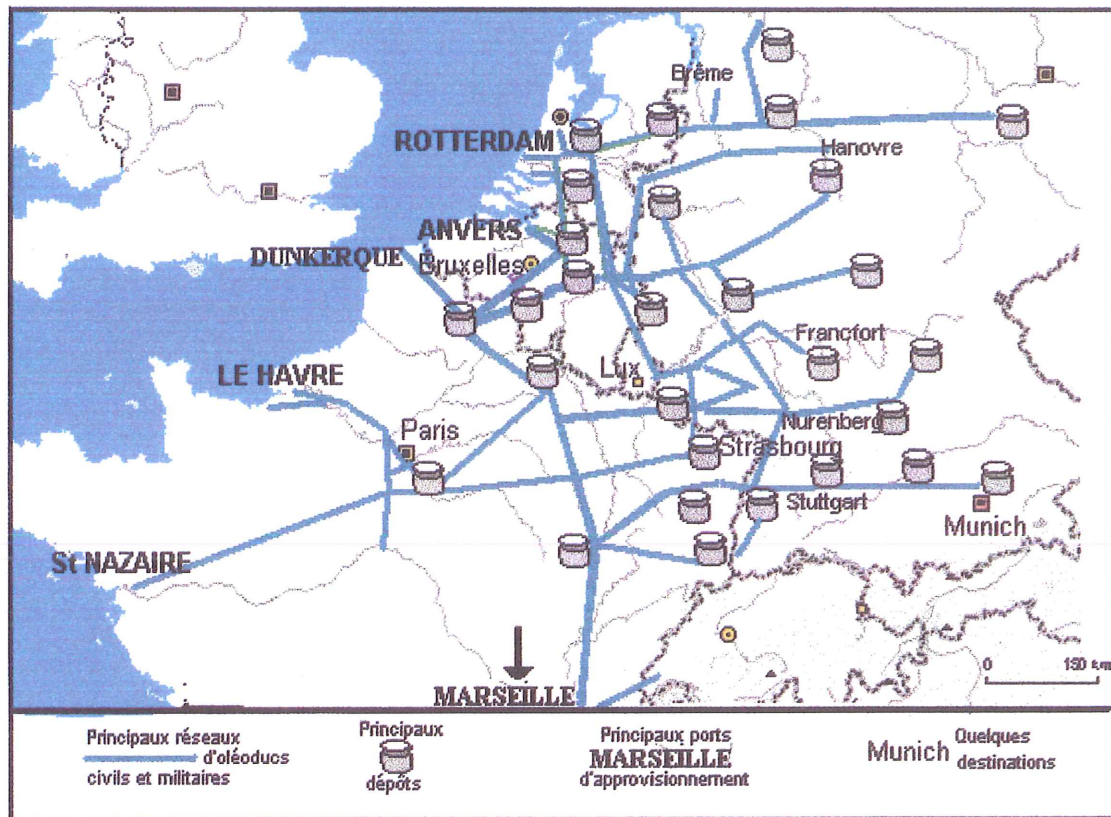 Brême
ROTTERDAM
Hanovre
ANVERS
DUNKERQUE
Bruxelles
Francfort
LE HAVRE
Lux
Paris
Nurenberg
Strasbourg
Stuttgart
Munich
St NAZAIRE
0 150 km
MARSEILLE
Principaux réseaux
d'oléoducs
civils et militaires
Principaux
dépôts
Principaux ports
MARSEILLE
d'approvisionnement
Munich
Quelques
destinations